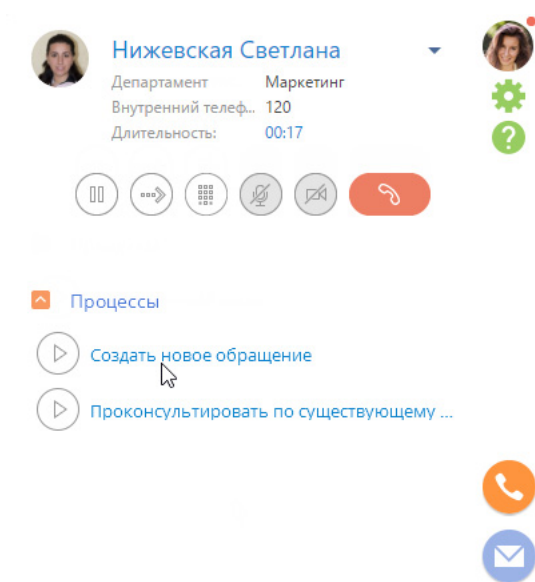 Нижевская Светлана
Департамент Маркетинг
Внутренний телеф... 120
Длительность: 00:17
Процессы
Создать новое обращение
Проконсультировать по существующему ...